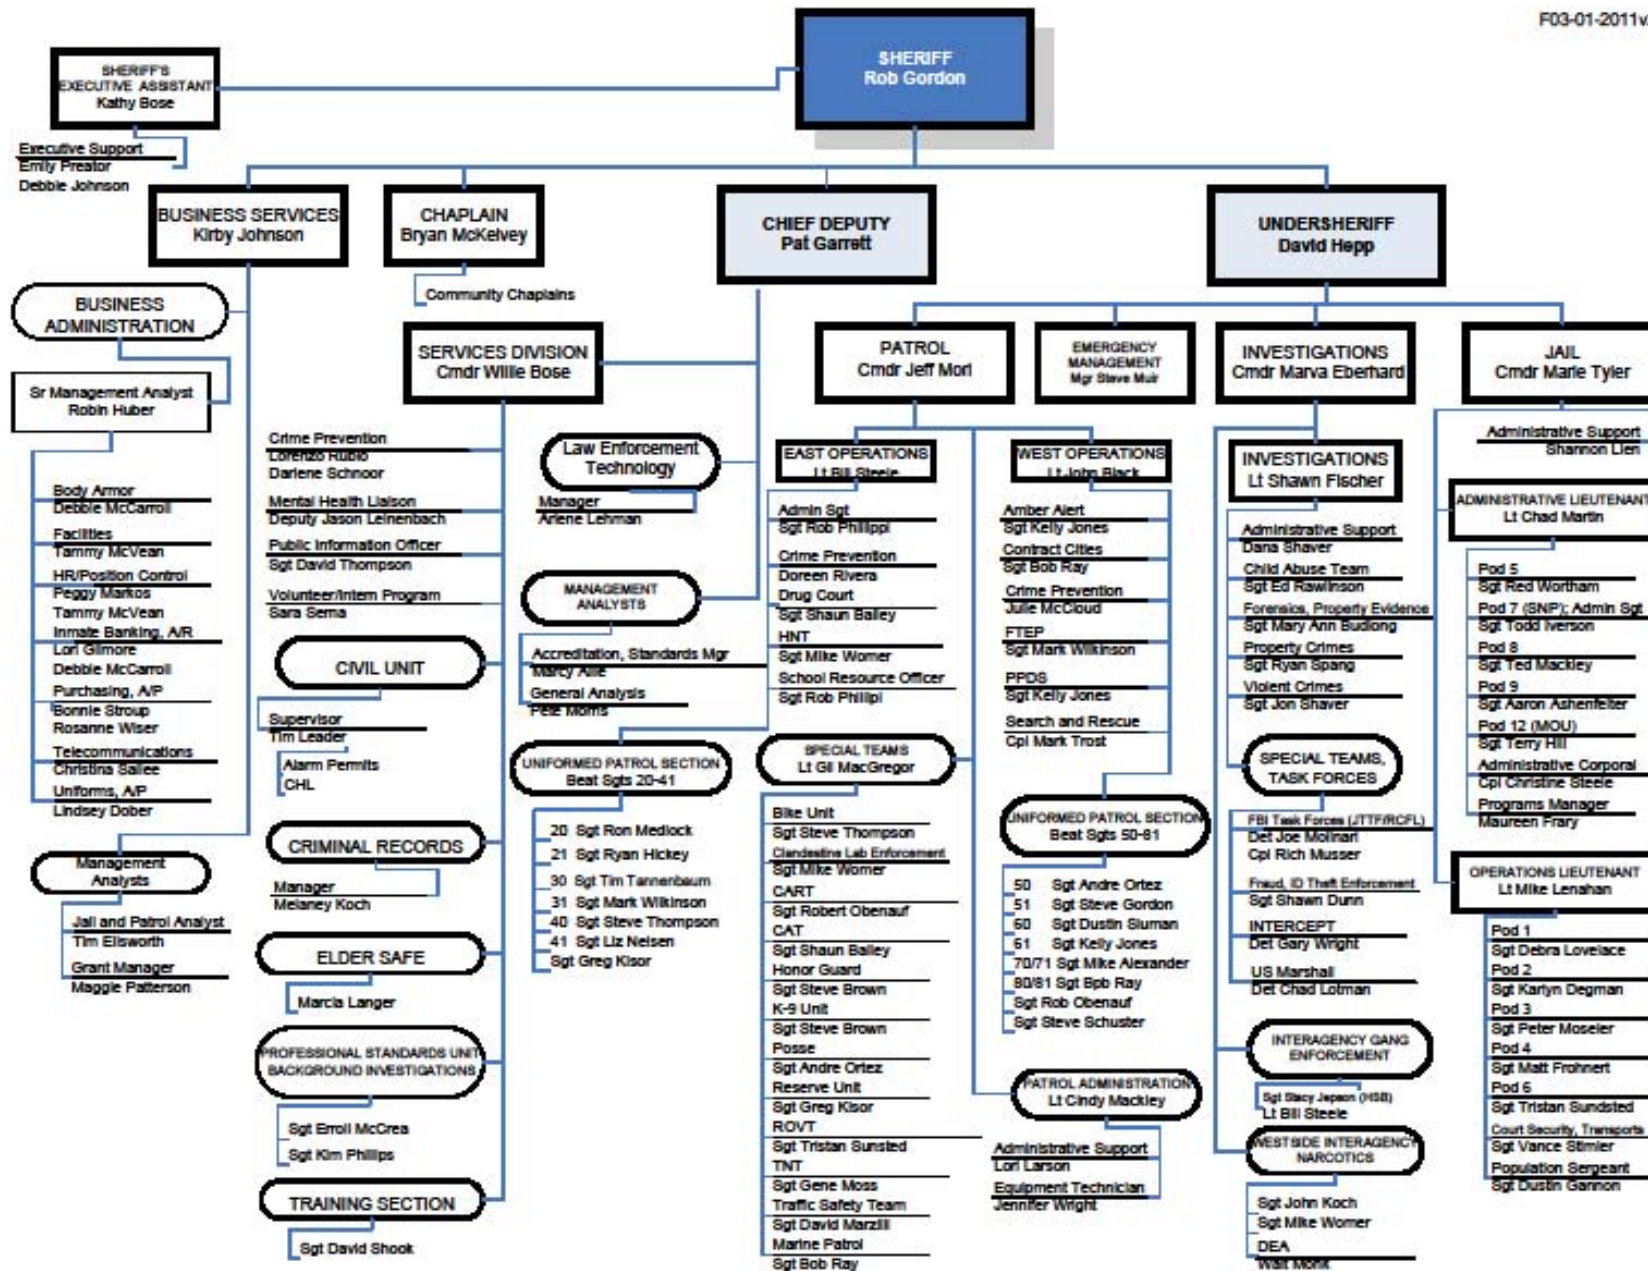 F03-01-2011v
SHERIFF
Rob Gordon
SHERIFF'S
EXECUTIVE ASSISTANT
Kathy Bose
Executive Support
Emily Preator
Debbie Johnson
BUSINESS SERVICES
Kirby Johnson
CHAPLAIN
Bryan McKelvey
Community Chaplains
CHIEF DEPUTY
Pat Garrett
UNDERSHERIFF
David Hepp
BUSINESS
ADMINISTRATION
Sr Management Analyst
Robin Huber
Body Armor
Debbie McCarroll
Facilities
Tammy McVean
HR/Position Control
Peggy Markos
Tammy McVean
Inmate Banking, A/R
Lori Gilmore
Debbie McCarroll
Purchasing, A/P
Bonnie Stroup
Rosanne Wiser
Telecommunications
Christina Sallee
Uniforms, A/P
Lindsey Dober
Management
Analysts
Jail and Patrol Analyst
Tim Ellsworth
Grant Manager
Maggie Patterson
SERVICES DIVISION
Cmdr Willie Bose
Crime Prevention
Lorenzo Rubio
Darlene Schnoor
Mental Health Liaison
Deputy Jason Leinenbach
Public Information Officer
Sgt David Thompson
Volunteer/Intern Program
Sara Serna
CIVIL UNIT
Supervisor
Tim Leader
Alarm Permits
CHL
CRIMINAL RECORDS
Manager
Melaney Koch
ELDER SAFE
Marcia Langer
PROFESSIONAL STANDARDS UNIT
BACKGROUND INVESTIGATIONS
Sgt Erroll McCrea
Sgt Kim Phillips
TRAINING SECTION
Sgt David Shook
Law Enforcement
Technology
Manager
Arlene Lehman
MANAGEMENT
ANALYSTS
Accreditation, Standards Mgr
Marcy Allie
General Analysis
Pete Morris
PATROL
Cmdr Jeff Mori
EMERGENCY
MANAGEMENT
Mgr Steve Muir
INVESTIGATIONS
Cmdr Marva Eberhard
JAIL
Cmdr Marie Tyler
EAST OPERATIONS
Lt Bill Steele
Admin Sgt
Sgt Rob Phillippi
Crime Prevention
Doreen Rivera
Drug Court
Sgt Shaun Bailey
HNT
Sgt Mike Worner
School Resource Officer
Sgt Rob Phillipi
UNIFORMED PATROL SECTION
Beat Sgts 20-41
20 Sgt Ron Medlock
21 Sgt Ryan Hickey
30 Sgt Tim Tannenbaum
31 Sgt Mark Wilkinson
40 Sgt Steve Thompson
41 Sgt Liz Nelsen
Sgt Greg Kisor
SPECIAL TEAMS
Lt Gil MacGregor
Bike Unit
Sgt Steve Thompson
Clandestine Lab Enforcement
Sgt Mike Worner
CART
Sgt Robert Obenauf
CAT
Sgt Shaun Bailey
Honor Guard
Sgt Steve Brown
K-9 Unit
Sgt Steve Brown
Posse
Sgt Andre Ortez
Reserve Unit
Sgt Greg Kisor
ROVT
Sgt Tristan Sunsted
TNT
Sgt Gene Moss
Traffic Safety Team
Sgt David Marzilli
Marine Patrol
Sgt Bob Ray
WEST OPERATIONS
Lt John Black
Amber Alert
Sgt Kelly Jones
Contract Cities
Sgt Bob Ray
Crime Prevention
Julie McCloud
FTEP
Sgt Mark Wilkinson
PPDS
Sgt Kelly Jones
Search and Rescue
Cpl Mark Trost
UNIFORMED PATROL SECTION
Beat Sgts 50-81
50 Sgt Andre Ortez
51 Sgt Steve Gordon
60 Sgt Dustin Sluman
61 Sgt Kelly Jones
70/71 Sgt Mike Alexander
80/81 Sgt Bpb Ray
Sgt Rob Obenauf
Sgt Steve Schuster
PATROL ADMINISTRATION
Lt Cindy Mackley
Administrative Support
Lori Larson
Equipment Technician
Jennifer Wright
INVESTIGATIONS
Lt Shawn Fischer
Administrative Support
Dana Shaver
Child Abuse Team
Sgt Ed Rawlinson
Forensics, Property Evidence
Sgt Mary Ann Budlong
Property Crimes
Sgt Ryan Spang
Violent Crimes
Sgt Jon Shaver
SPECIAL TEAMS,
TASK FORCES
FBI Task Forces (JTTF/RCFL)
Det Joe Molinari
Cpl Rich Musser
Fraud, ID Theft Enforcement
Sgt Shawn Dunn
INTERCEPT
Det Gary Wright
US Marshall
Det Chad Lotman
INTERAGENCY GANG
ENFORCEMENT
Sgt Stacy Jepson (HSB)
Lt Bill Steele
WESTSIDE INTERAGENCY
NARCOTICS
Sgt John Koch
Sgt Mike Worner
DEA
Walt Monk
Administrative Support
Shannon Lien
ADMINISTRATIVE LIEUTENANT
Lt Chad Martin
Pod 5
Sgt Red Wortham
Pod 7 (SNP); Admin Sgt
Sgt Todd Iverson
Pod 8
Sgt Ted Mackley
Pod 9
Sgt Aaron Ashenfelter
Pod 12 (MOU)
Sgt Terry Hill
Administrative Corporal
Cpl Christine Steele
Programs Manager
Maureen Frary
OPERATIONS LIEUTENANT
Lt Mike Lenahan
Pod 1
Sgt Debra Lovelace
Pod 2
Sgt Karlyn Degman
Pod 3
Sgt Peter Moseler
Pod 4
Sgt Matt Frohnert
Pod 6
Sgt Tristan Sundsted
Court Security, Transports
Sgt Vance Stimler
Population Sergeant
Sgt Dustin Gannon